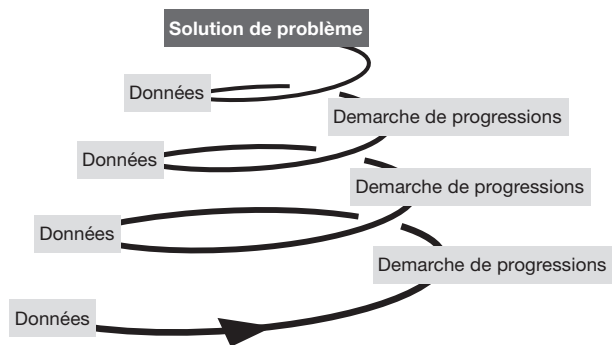 Solution de problème
Données
Demarche de progressions
Données
Demarche de progressions
Données
Demarche de progressions
Données